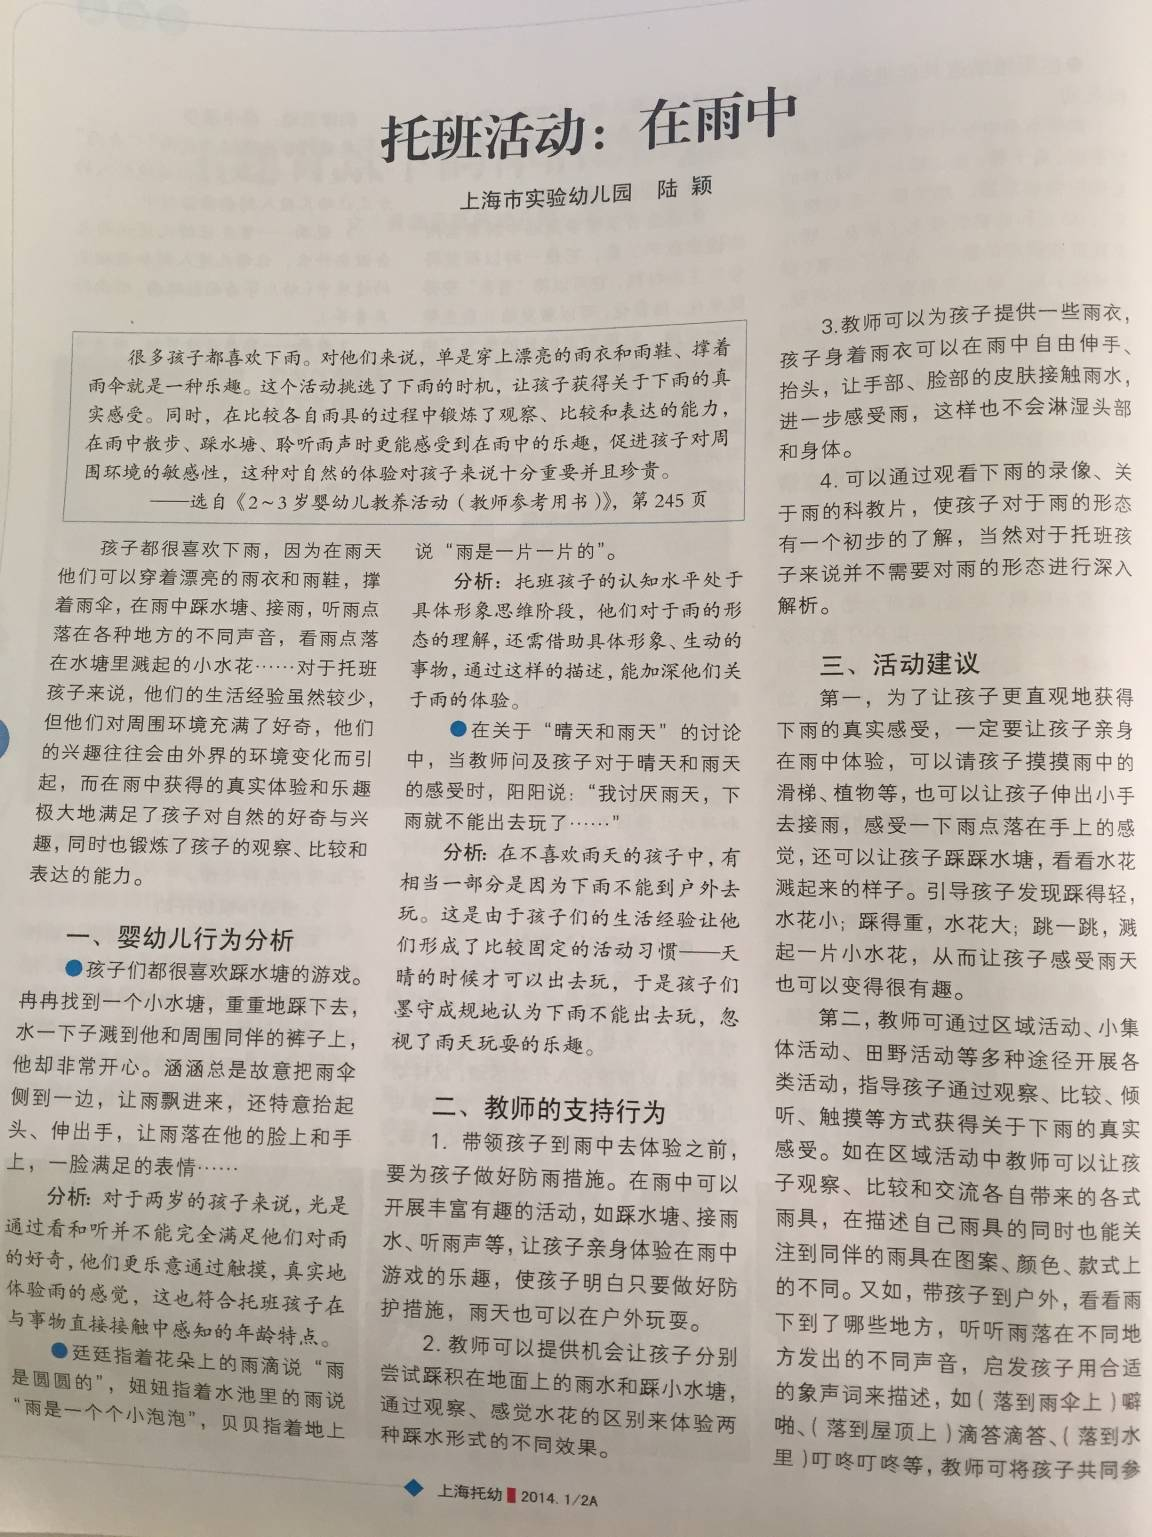 托班活动：在雨中
上海市实验幼儿园　陆　颖
很多孩子都喜欢下雨。对他们来说，单是穿上漂亮的雨衣和雨鞋、撑着
雨伞就是一种乐趣。这个活动挑选了下雨的时机，让孩子获得关于下雨的真
实感受。同时，在比较各自雨具的过程中锻炼了观察、比较和表达的能力，
在雨中散步、踩水塘、聆听雨声时更能感受到在雨中的乐趣，促进孩子对周
围环境的敏感性，这种对自然的体验对孩子来说十分重要并且珍贵。
——选自《2~3岁婴幼儿教养活动（教师参考用书）》，第245页
孩子都很喜欢下雨，因为在雨天
他们可以穿着漂亮的雨衣和雨鞋，撑
着雨伞，在雨中踩水塘、接雨，听雨点
落在各种地方的不同声音，看雨点落
在水塘里溅起的小水花……对于托班
孩子来说，他们的生活经验虽然较少，
但他们对周围环境充满了好奇，他们
的兴趣往往会由外界的环境变化而引
起，而在雨中获得的真实体验和乐趣
极大地满足了孩子对自然的好奇与兴
趣，同时也锻炼了孩子的观察、比较和
表达的能力。
一、婴幼儿行为分析
●孩子们都很喜欢踩水塘的游戏。
冉冉找到一个小水塘，重重地踩下去，
水一下子溅到他和周围同伴的裤子上，
他却非常开心。涵涵总是故意把雨伞
侧到一边，让雨飘进来，还特意抬起
头、伸出手，让雨落在他的脸上和手
上，一脸满足的表情……
分析：对于两岁的孩子来说，光是
通过看和听并不能完全满足他们对雨
的好奇，他们更乐意通过触摸，真实地
体验雨的感觉，这也符合托班孩子在
与事物直接接触中感知的年龄特点。
●廷廷指着花朵上的雨滴说“雨
是圆圆的”，妞妞指着水池里的雨说
“雨是一个个小泡泡”，贝贝指着地上
说“雨是一片一片的”。
分析：托班孩子的认知水平处于
具体形象思维阶段，他们对于雨的形
态的理解，还需借助具体形象、生动的
事物，通过这样的描述，能加深他们关
于雨的体验。
●在关于“晴天和雨天”的讨论
中，当教师问及孩子对于晴天和雨天
的感受时，阳阳说：“我讨厌雨天，下
雨就不能出去玩了……”
分析：在不喜欢雨天的孩子中，有
相当一部分是因为下雨不能到户外去
玩。这是由于孩子们的生活经验让他
们形成了比较固定的活动习惯——天
晴的时候才可以出去玩，于是孩子们
墨守成规地认为下雨不能出去玩，忽
视了雨天玩耍的乐趣。
二、教师的支持行为
1. 带领孩子到雨中去体验之前，
要为孩子做好防雨措施。在雨中可以
开展丰富有趣的活动，如踩水塘、接雨
水、听雨声等，让孩子亲身体验在雨中
游戏的乐趣，使孩子明白只要做好防
护措施，雨天也可以在户外玩耍。
2. 教师可以提供机会让孩子分别
尝试踩积在地面上的雨水和踩小水塘，
通过观察、感觉水花的区别来体验两
种踩水形式的不同效果。
3.教师可以为孩子提供一些雨衣，
孩子身着雨衣可以在雨中自由伸手、
抬头，让手部、脸部的皮肤接触雨水，
进一步感受雨，这样也不会淋湿头部
和身体。
4. 可以通过观看下雨的录像、关
于雨的科教片，使孩子对于雨的形态
有一个初步的了解，当然对于托班孩
子来说并不需要对雨的形态进行深入
解析。
三、活动建议
第一，为了让孩子更直观地获得
下雨的真实感受，一定要让孩子亲身
在雨中体验，可以请孩子摸摸雨中的
滑梯、植物等，也可以让孩子伸出小手
去接雨，感受一下雨点落在手上的感
觉，还可以让孩子踩踩水塘，看看水花
溅起来的样子。引导孩子发现踩得轻，
水花小；踩得重，水花大；跳一跳，溅
起一片小水花，从而让孩子感受雨天
也可以变得很有趣。
第二，教师可通过区域活动、小集
体活动、田野活动等多种途径开展各
类活动，指导孩子通过观察、比较、倾
听、触摸等方式获得关于下雨的真实
感受。如在区域活动中教师可以让孩
子观察、比较和交流各自带来的各式
雨具，在描述自己雨具的同时也能关
注到同伴的雨具在图案、颜色、款式上
的不同。又如，带孩子到户外，看看雨
下到了哪些地方，听听雨落在不同地
方发出的不同声音，启发孩子用合适
的象声词来描述，如（落到雨伞上）噼
啪、（落到屋顶上）滴答滴答、（落到水
里）叮咚叮咚等，教师可将孩子共同参
上海托幼 2014. 1/2A